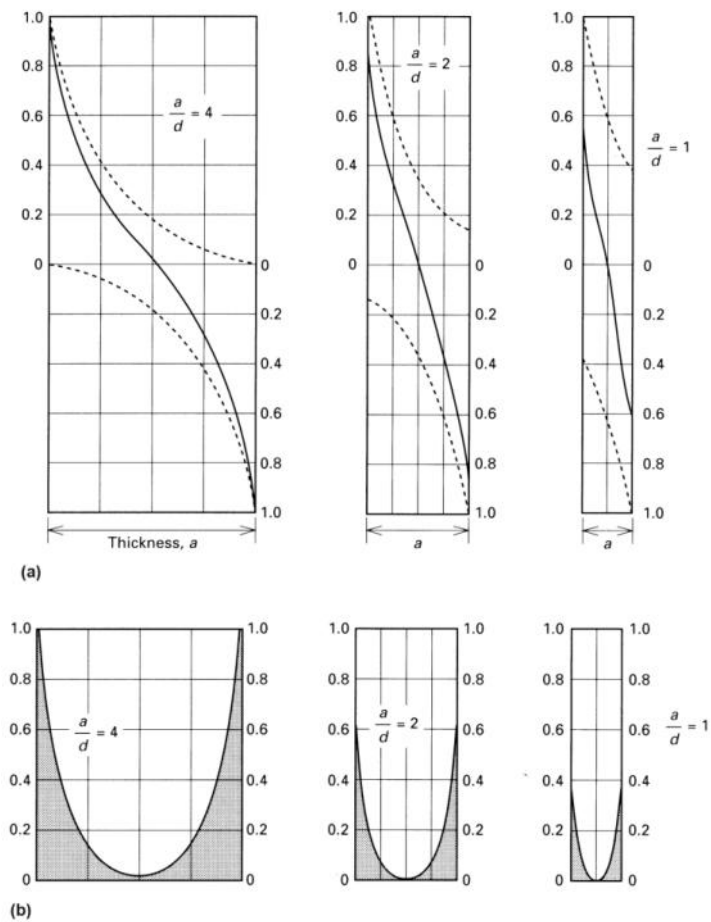 1.0 1.0 1.0
0.8 a/d = 2 0.8 0.8
0.6 a/d = 4 0.6 0.6
a/d = 1
0.4 0.4 0.4
0.2 0.2 0.2
0 0 0 0 0 0
0.2 0.2 0.2
0.4 0.4 0.4
0.6 0.6 0.6
0.8 0.8 0.8
1.0 1.0 1.0
Thickness, a a a
(a)
1.0 1.0 1.0 1.0 1.0 1.0
0.8 0.8 0.8 0.8 0.8 0.8
0.6 a/d = 4 0.6 0.6 a/d = 2 0.6 0.6 0.6 a/d = 1
0.4 0.4 0.4 0.4 0.4 0.4
0.2 0.2 0.2 0.2 0.2 0.2
0 0 0 0 0 0
(b)